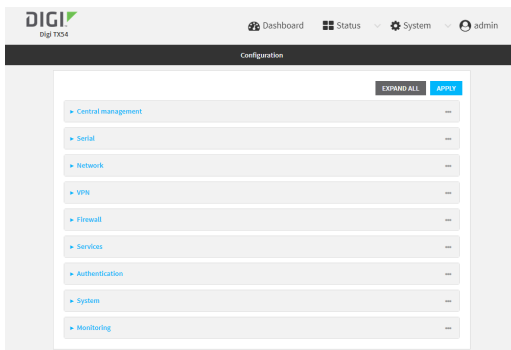 DIGI
Digi TX54
Dashboard Status System admin
Configuration
EXPAND ALL APPLY
Central management
Serial
Network
VPN
Firewall
Services
Authentication
System
Monitoring